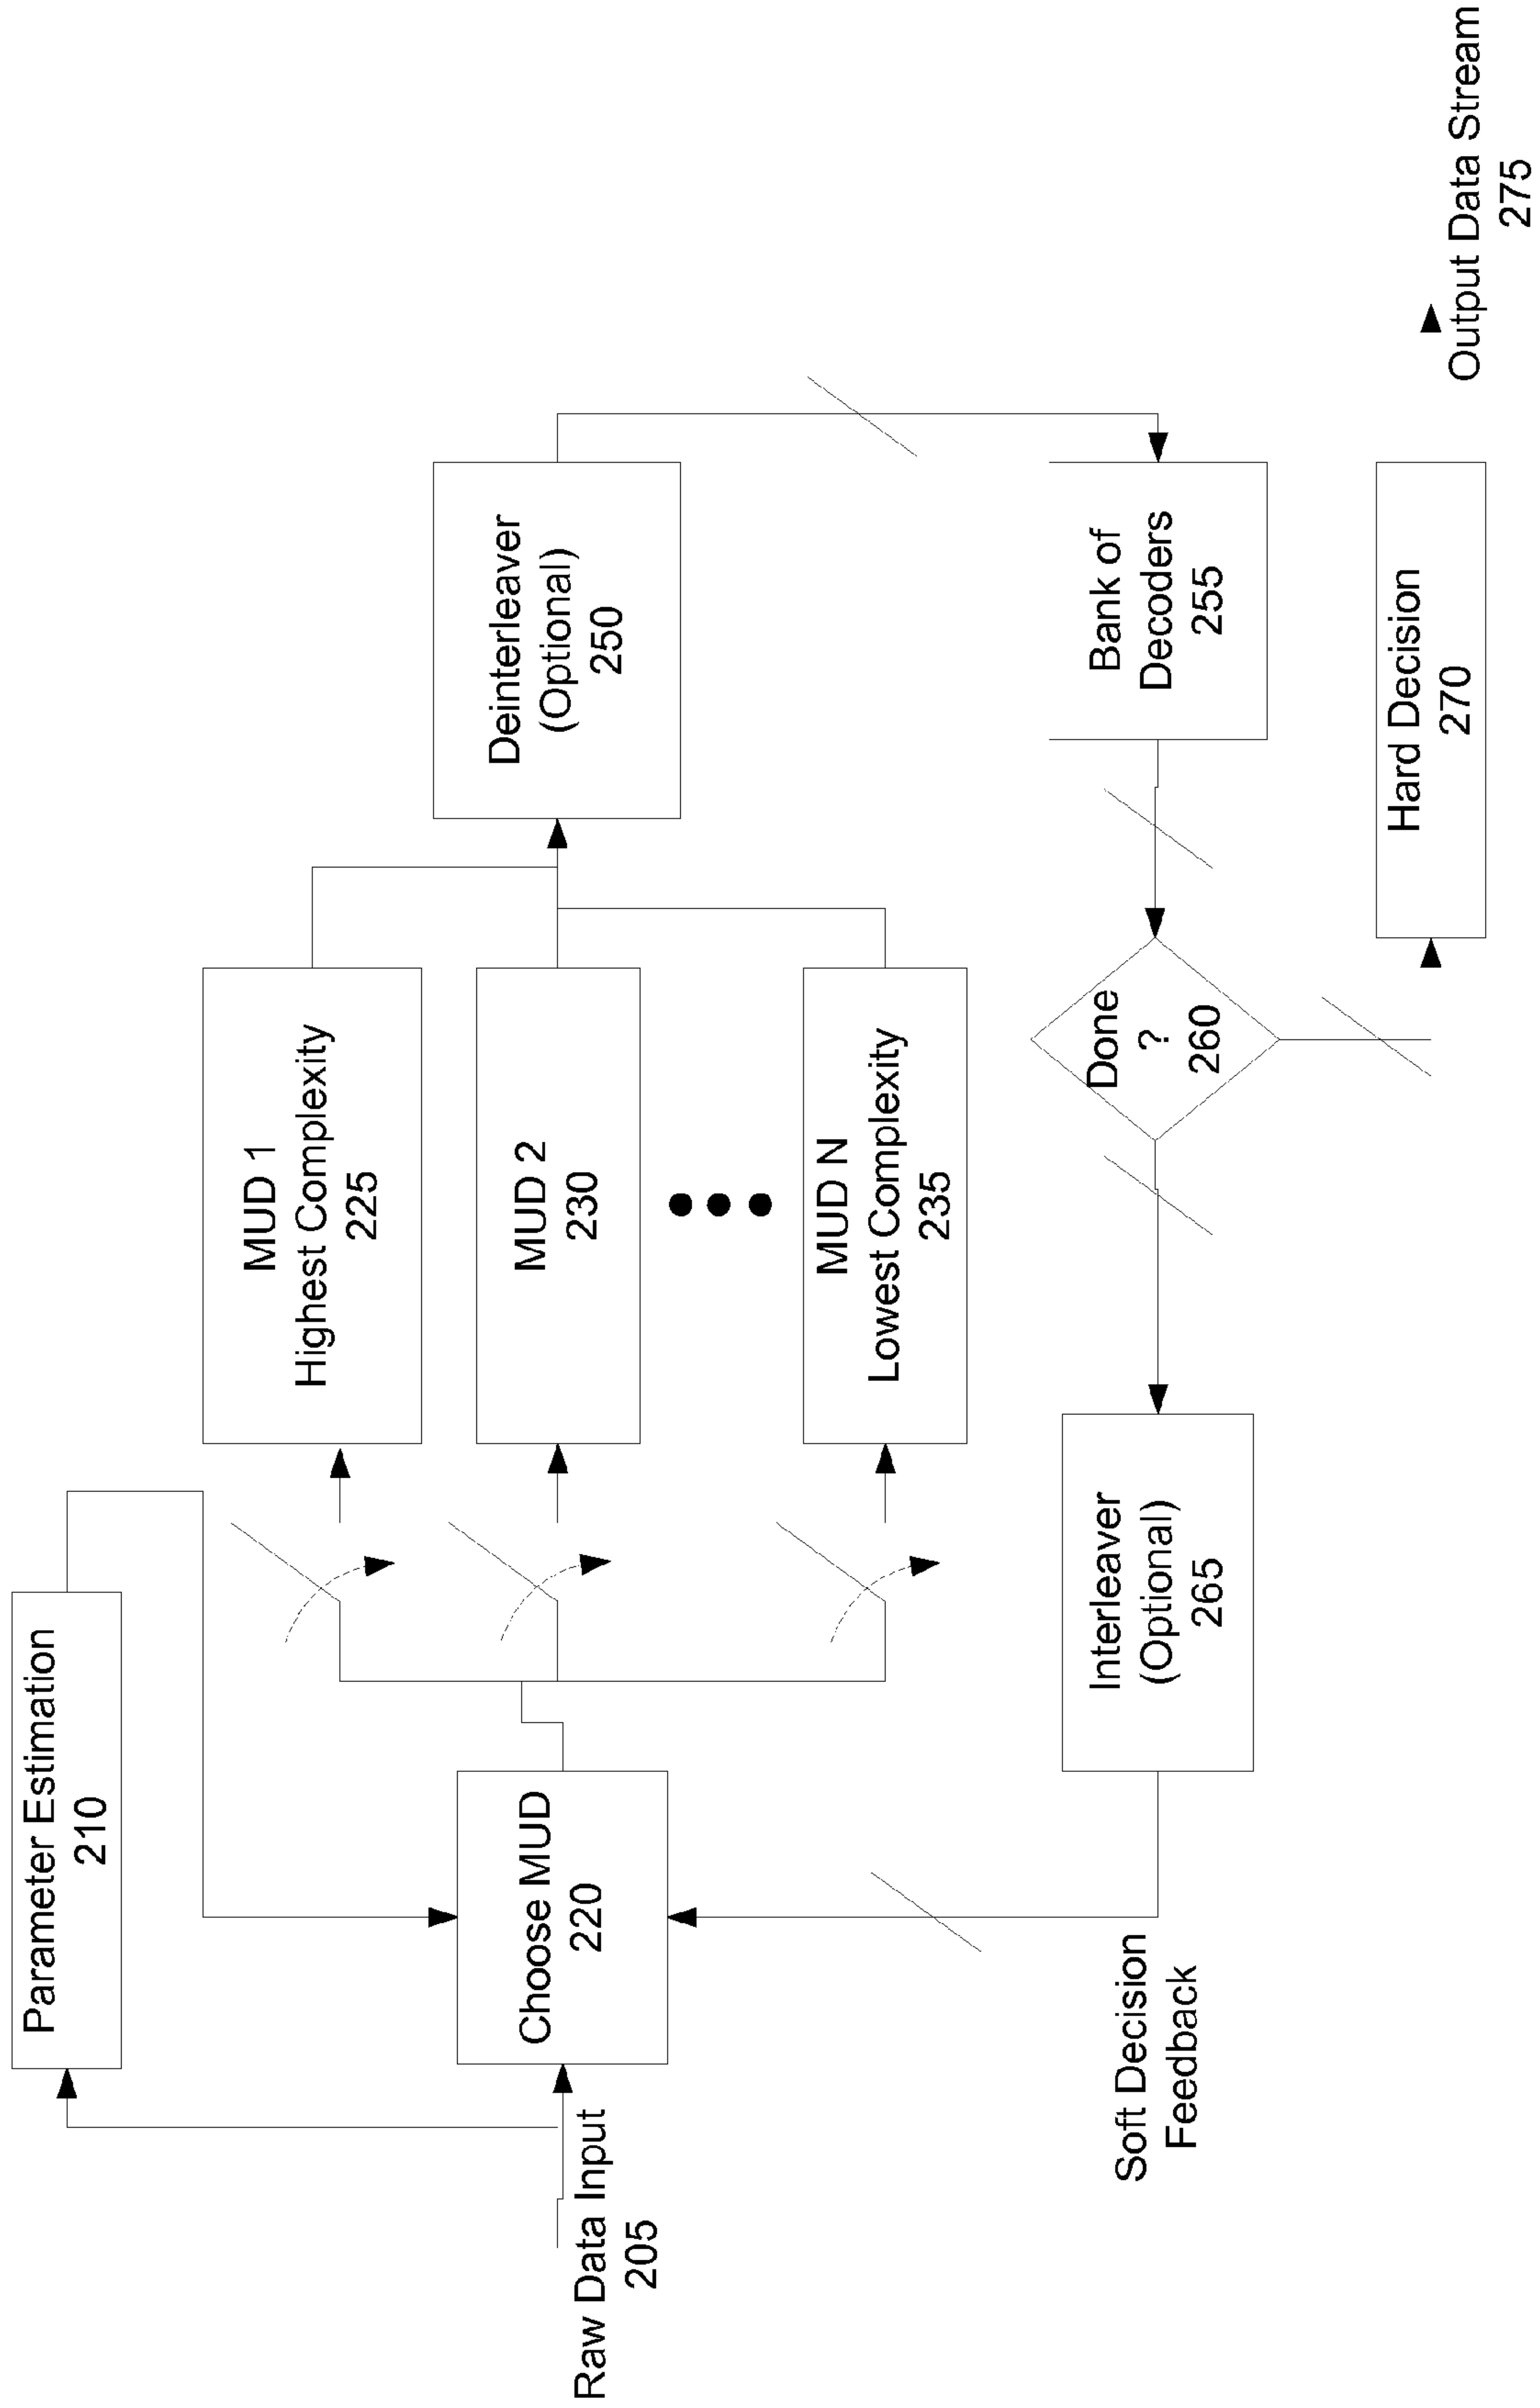 Parameter Estimation
210
Raw Data Input
205
Choose MUD
220
MUD 1
Highest Complexity
225
MUD 2
230
MUD N
Lowest Complexity
235
Deinterleaver
(Optional)
250
Bank of
Decoders
255
Done
?
260
Interleaver
(Optional)
265
Soft Decision
Feedback
Hard Decision
270
Output Data Stream
275